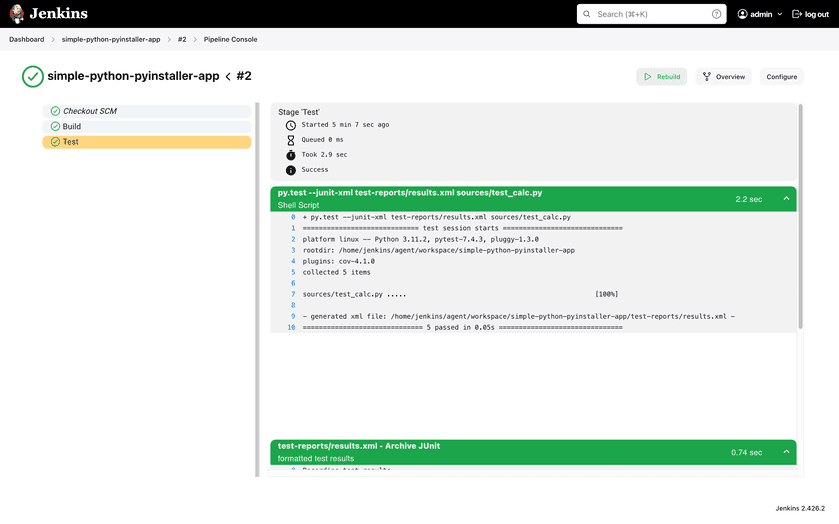 Jenkins
Search (⌘+K)
admin
log out
Dashboard
simple-python-pyinstaller-app
#2
Pipeline Console
simple-python-pyinstaller-app
#2
Rebuild
Overview
Configure
Checkout SCM
Build
Test
Stage 'Test'
Started 5 min 7 sec ago
Queued 0 ms
Took 2.9 sec
Success
py.test --junit-xml test-reports/results.xml sources/test_calc.py
Shell Script
2.2 sec
0 + py.test --junit-xml test-reports/results.xml sources/test_calc.py
1 ============================= test session starts ==============================
2 platform linux -- Python 3.11.2, pytest-7.4.3, pluggy-1.3.0
3 rootdir: /home/jenkins/agent/workspace/simple-python-pyinstaller-app
4 plugins: cov-4.1.0
5 collected 5 items
6
7 sources/test_calc.py ..... [100%]
8
9 - generated xml file: /home/jenkins/agent/workspace/simple-python-pyinstaller-app/test-reports/results.xml -
10 ============================== 5 passed in 0.05s ===============================
test-reports/results.xml - Archive JUnit
formatted test results
0.74 sec
0 Recording test results
Jenkins 2.426.2